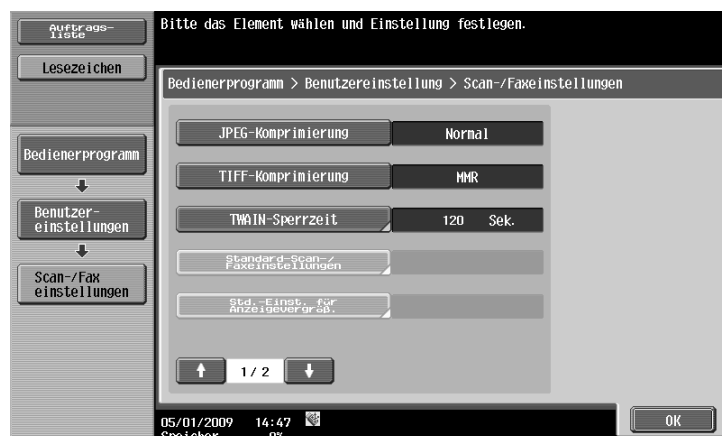 Bitte das Element wählen und Einstellung festlegen.
Auftrags-
liste
Lesezeichen
Bedienerprogramm > Benutzereinstellung > Scan-/Faxeinstellungen
Bedienerprogramm
Benutzer-
einstellungen
Scan-/Fax
einstellungen
JPEG-Komprimierung Normal
TIFF-Komprimierung MMR
TWAIN-Sperrzeit 120 Sek.
Standard-Scan-/
Faxeinstellungen
Std.-Einst. für
Anzeigevergröß.
1/ 2
05/01/2009 14:47
Speicher 0%
OK